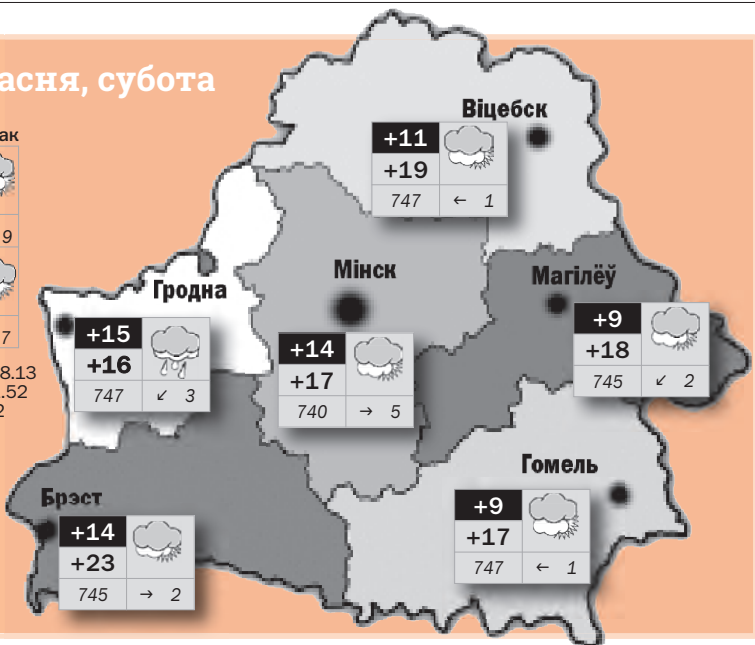 асня, субота
ак
9
7
8.13
.52
2
Віцебск
+11
+19
747 ← 1
Мінск
+14
+17
740 → 5
Магілёў
+9
+18
745 ↙ 2
Гродна
+15
+16
747 ↙ 3
Гомель
+9
+17
747 ← 1
Брэст
+14
+23
745 → 2